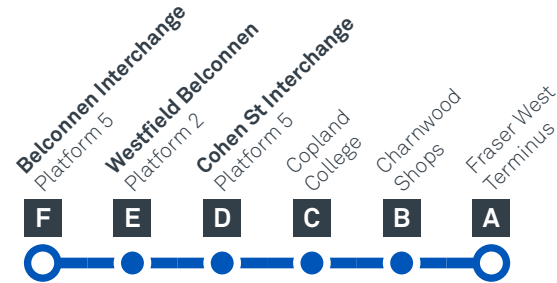 Belconnen Interchange
Platform 5
Westfield Belconnen
Platform 2
Cohen St Interchange
Platform 5
Copland
College
Charnwood
Shops
Fraser West
Terminus
F
E
D
C
B
A